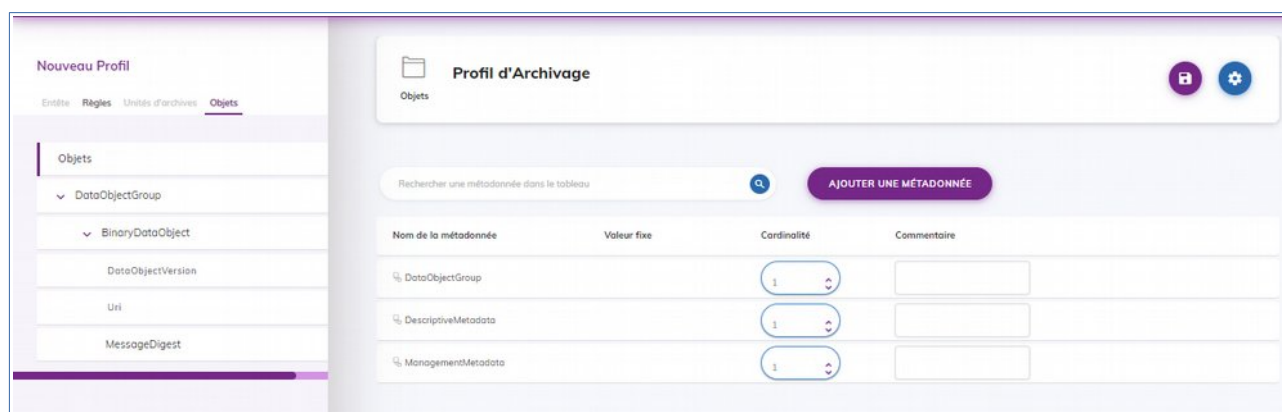 Nouveau Profil
Entête Règles Unités d'archives Objets
Objets
DataObjectGroup
BinaryDataObject
DataObjectVersion
Uri
MessageDigest
Objets
Profil d'Archivage
Rechercher une métadonnée dans le tableau
AJOUTER UNE MÉTADONNÉE
Nom de la métadonnée Valeur fixe Cardinalité Commentaire
DataObjectGroup 1
DescriptiveMetadata 1
ManagementMetadata 1